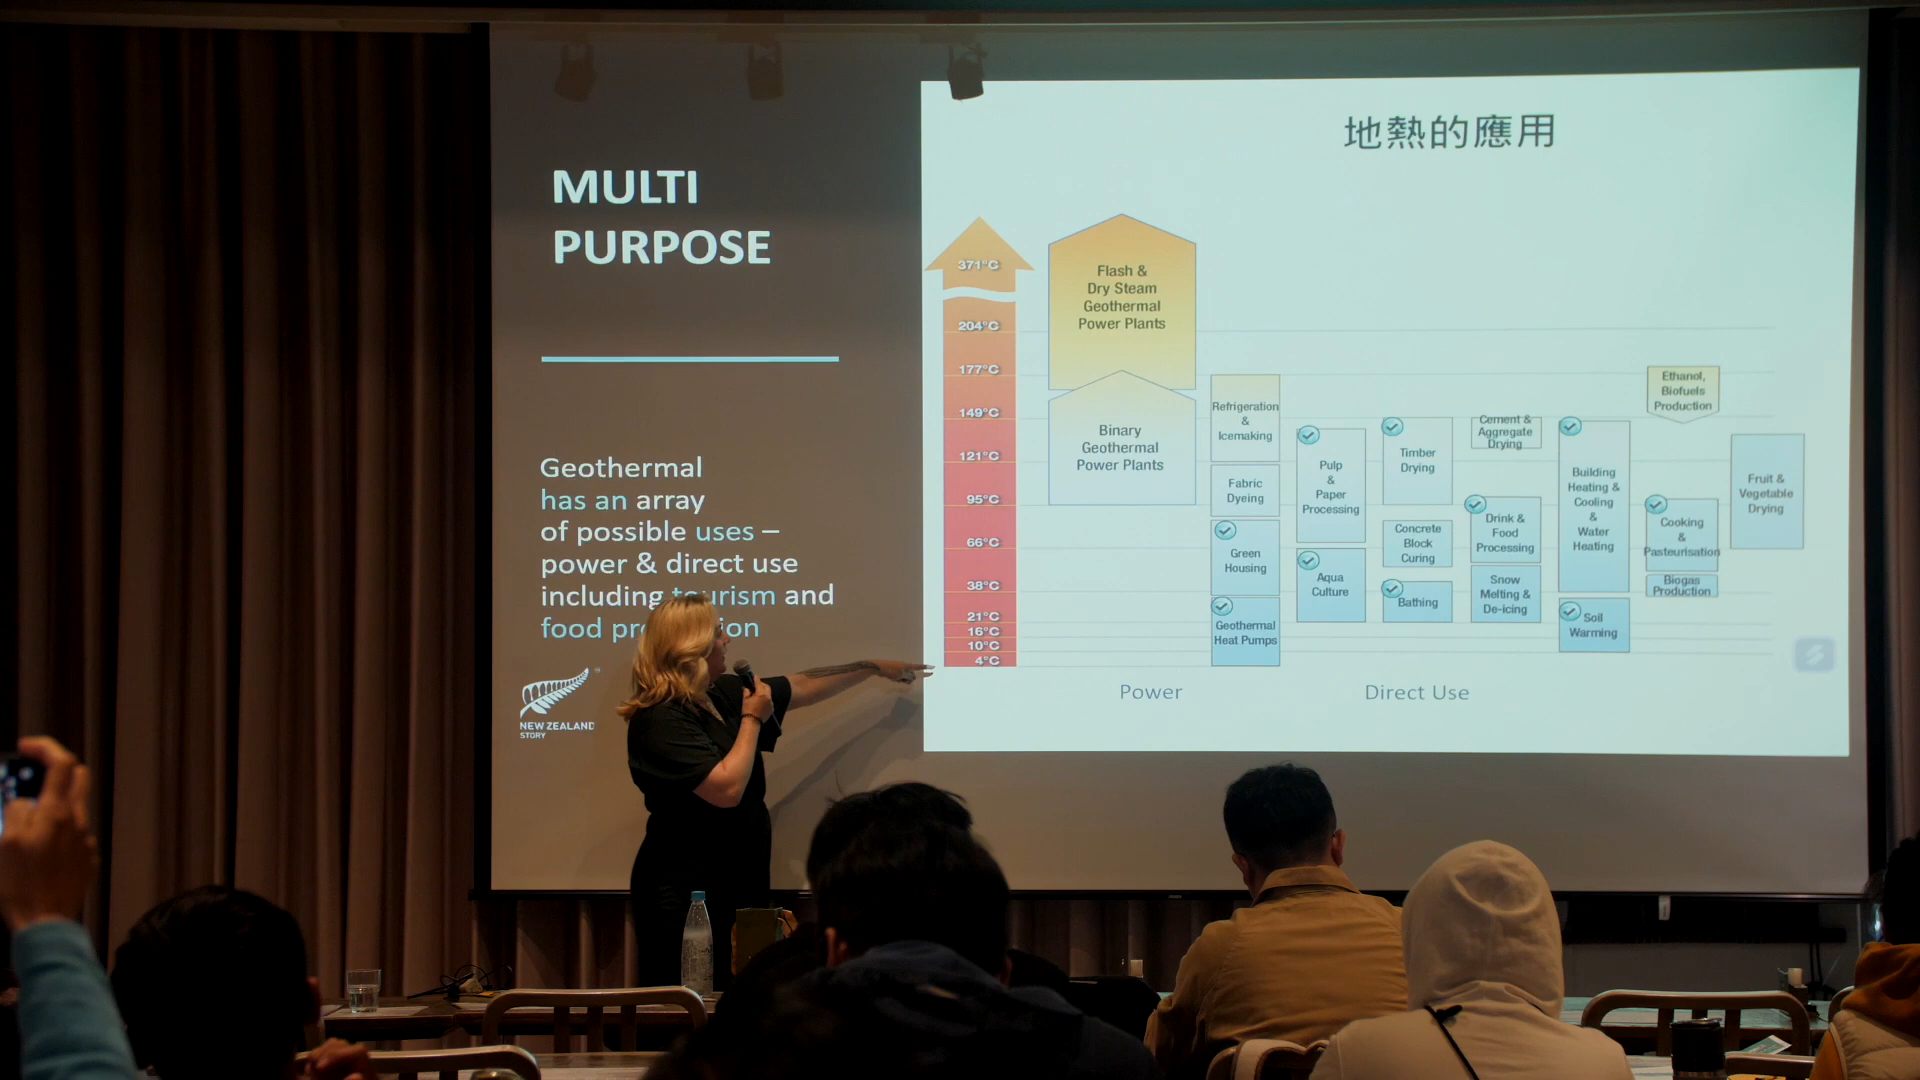 MULTI
PURPOSE
Geothermal
has an array
of possible uses –
power & direct use
including tourism and
food
NEW ZEALAND
STORY
地熱的應用
371°C
204°C
177°C
149°C
121°C
95°C
66°C
38°C
21°C
16°C
10°C
4°C
Flash &
Dry Steam
Geothermal
Power Plants
Binary
Geothermal
Power Plants
Refrigeration
&
Icemaking
Fabric
Dyeing
Green
Housing
Geothermal
Heat Pumps
Pulp
&
Paper
Processing
Aqua
Culture
Timber
Drying
Concrete
Block
Curing
Bathing
Cement &
Aggregate
Drying
Drink &
Food
Processing
Snow
Melting &
De-icing
Building
Heating &
Cooling
&
Water
Heating
Soil
Warming
Ethanol,
Biofuels
Production
Cooking
&
Pasteurisation
Biogas
Production
Fruit &
Vegetable
Drying
Power
Direct Use